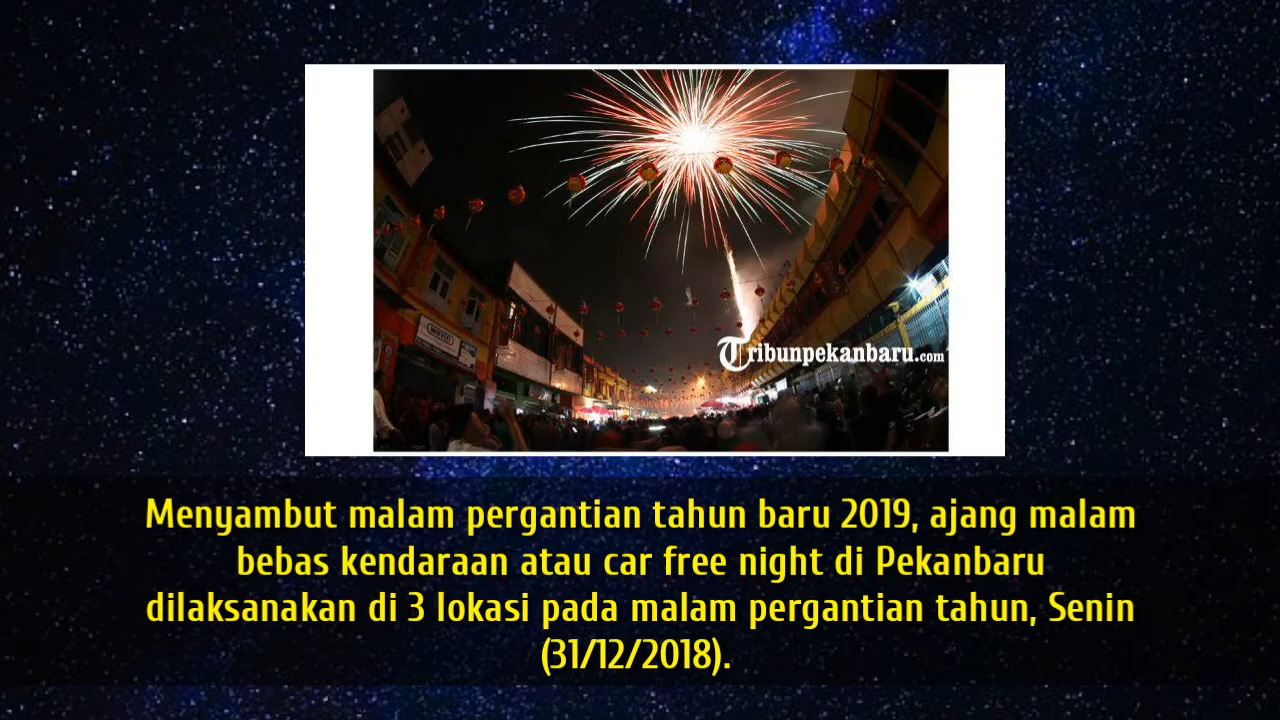 WAVIN
Tribunpekanbaru.com
Menyambut malam pergantian tahun baru 2019, ajang malam
bebas kendaraan atau car free night di Pekanbaru
dilaksanakan di 3 lokasi pada malam pergantian tahun, Senin
(31/12/2018).